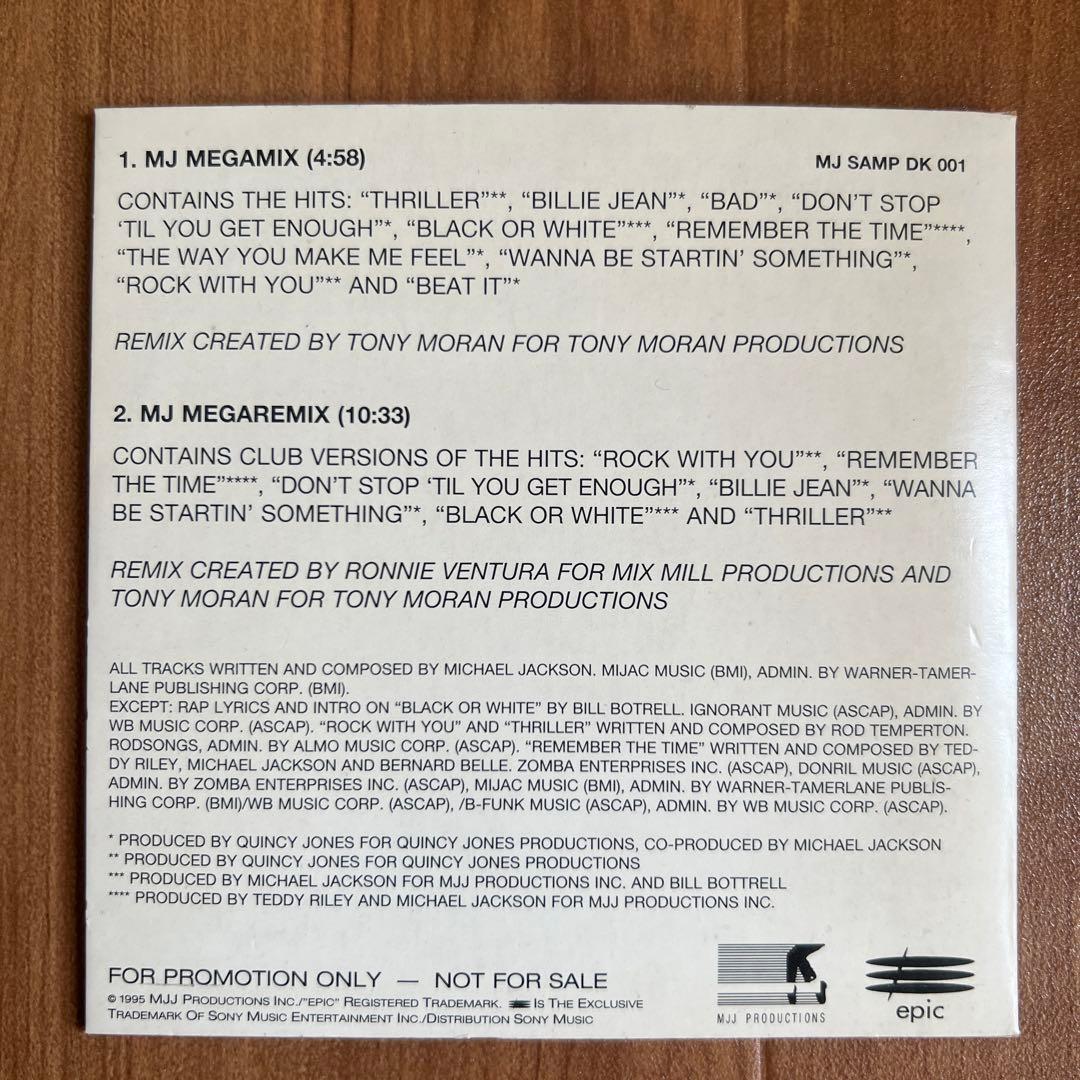 1. MJ MEGAMIX (4:58)
MJ SAMP DK 001
CONTAINS THE HITS: “THRILLER”**, “BILLIE JEAN”*, “BAD”*, “DON’T STOP
‘TIL YOU GET ENOUGH”*, “BLACK OR WHITE”***, “REMEMBER THE TIME”****,
“THE WAY YOU MAKE ME FEEL”*, “WANNA BE STARTIN’ SOMETHING”*,
“ROCK WITH YOU”** AND “BEAT IT”*
REMIX CREATED BY TONY MORAN FOR TONY MORAN PRODUCTIONS
2. MJ MEGAREMIX (10:33)
CONTAINS CLUB VERSIONS OF THE HITS: “ROCK WITH YOU”**, “REMEMBER
THE TIME”****, “DON’T STOP ‘TIL YOU GET ENOUGH”*, “BILLIE JEAN”*, “WANNA
BE STARTIN’ SOMETHING”*, “BLACK OR WHITE”*** AND “THRILLER”**
REMIX CREATED BY RONNIE VENTURA FOR MIX MILL PRODUCTIONS AND
TONY MORAN FOR TONY MORAN PRODUCTIONS
ALL TRACKS WRITTEN AND COMPOSED BY MICHAEL JACKSON. MIJAC MUSIC (BMI), ADMIN. BY WARNER-TAMER-
LANE PUBLISHING CORP. (BMI).
EXCEPT: RAP LYRICS AND INTRO ON “BLACK OR WHITE” BY BILL BOTRELL. IGNORANT MUSIC (ASCAP), ADMIN. BY
WB MUSIC CORP. (ASCAP). “ROCK WITH YOU” AND “THRILLER” WRITTEN AND COMPOSED BY ROD TEMPERTON.
RODSONGS, ADMIN. BY ALMO MUSIC CORP. (ASCAP). “REMEMBER THE TIME” WRITTEN AND COMPOSED BY TED-
DY RILEY, MICHAEL JACKSON AND BERNARD BELLE. ZOMBA ENTERPRISES INC. (ASCAP), DONRIL MUSIC (ASCAP),
ADMIN. BY ZOMBA ENTERPRISES INC. (ASCAP), MIJAC MUSIC (BMI), ADMIN. BY WARNER-TAMERLANE PUBLIS-
HING CORP. (BMI)/WB MUSIC CORP. (ASCAP), /B-FUNK MUSIC (ASCAP), ADMIN. BY WB MUSIC CORP. (ASCAP).
* PRODUCED BY QUINCY JONES FOR QUINCY JONES PRODUCTIONS, CO-PRODUCED BY MICHAEL JACKSON
** PRODUCED BY QUINCY JONES FOR QUINCY JONES PRODUCTIONS
*** PRODUCED BY MICHAEL JACKSON FOR MJJ PRODUCTIONS INC. AND BILL BOTTRELL
**** PRODUCED BY TEDDY RILEY AND MICHAEL JACKSON FOR MJJ PRODUCTIONS INC.
FOR PROMOTION ONLY — NOT FOR SALE
© 1995 MJJ PRODUCTIONS INC./"EPIC" REGISTERED TRADEMARK. IS THE EXCLUSIVE
TRADEMARK OF SONY MUSIC ENTERTAINMENT INC./DISTRIBUTION SONY MUSIC
MJJ PRODUCTIONS
epic